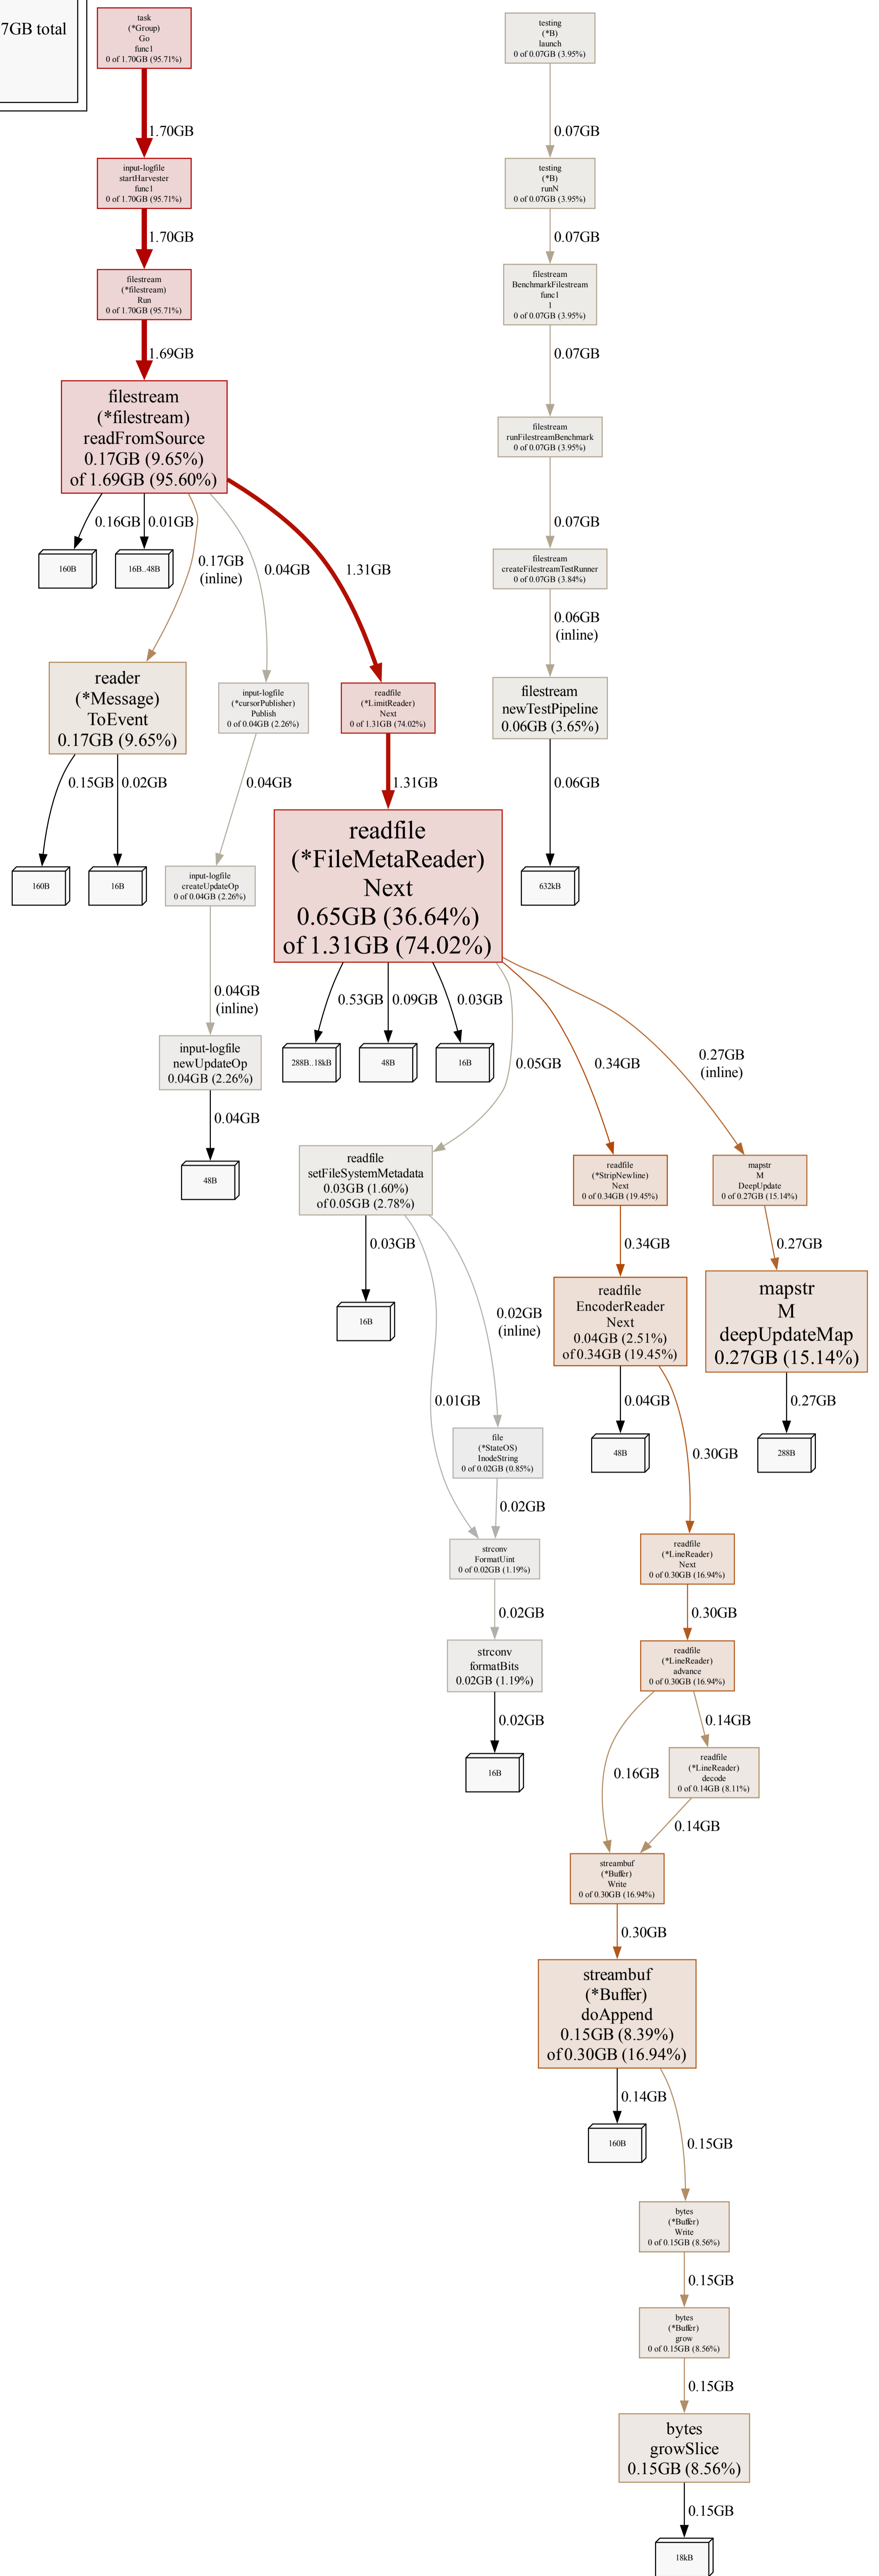 7GB total
task
(*Group)
Go
func1
0 of 1.70GB (95.71%)
testing
(*B)
launch
0 of 0.07GB (3.95%)
1.70GB
0.07GB
input-logfile
startHarvester
func1
0 of 1.70GB (95.71%)
testing
(*B)
runN
0 of 0.07GB (3.95%)
1.70GB
0.07GB
filestream
(*filestream)
Run
0 of 1.70GB (95.71%)
filestream
BenchmarkFilestream
func1
1
0 of 0.07GB (3.95%)
1.69GB
0.07GB
filestream
(*filestream)
readFromSource
0.17GB (9.65%)
of 1.69GB (95.60%)
filestream
runFilestreamBenchmark
0 of 0.07GB (3.95%)
0.16GB
0.01GB
0.17GB
(inline)
0.04GB
1.31GB
0.07GB
160B
16B..48B
filestream
createFilestreamTestRunner
0 of 0.07GB (3.84%)
0.06GB
(inline)
reader
(*Message)
ToEvent
0.17GB (9.65%)
input-logfile
(*cursorPublisher)
Publish
0 of 0.04GB (2.26%)
readfile
(*LimitReader)
Next
0 of 1.31GB (74.02%)
filestream
newTestPipeline
0.06GB (3.65%)
0.15GB
0.02GB
0.04GB
1.31GB
0.06GB
160B
16B
input-logfile
createUpdateOp
0 of 0.04GB (2.26%)
readfile
(*FileMetaReader)
Next
0.65GB (36.64%)
of 1.31GB (74.02%)
632kB
0.04GB
(inline)
0.53GB
0.09GB
0.03GB
0.05GB
0.34GB
0.27GB
(inline)
input-logfile
newUpdateOp
0.04GB (2.26%)
288B..18kB
48B
16B
0.04GB
48B
readfile
setFileSystemMetadata
0.03GB (1.60%)
of 0.05GB (2.78%)
readfile
(*StripNewline)
Next
0 of 0.34GB (19.45%)
mapstr
M
DeepUpdate
0 of 0.27GB (15.14%)
0.03GB
0.34GB
0.27GB
16B
0.02GB
(inline)
readfile
EncoderReader
Next
0.04GB (2.51%)
of 0.34GB (19.45%)
mapstr
M
deepUpdateMap
0.27GB (15.14%)
0.01GB
0.04GB
0.30GB
0.27GB
file
(*StateOS)
InodeString
0 of 0.02GB (0.85%)
48B
288B
0.02GB
strconv
FormatUint
0 of 0.02GB (1.19%)
readfile
(*LineReader)
Next
0 of 0.30GB (16.94%)
0.02GB
0.30GB
strconv
formatBits
0.02GB (1.19%)
readfile
(*LineReader)
advance
0 of 0.30GB (16.94%)
0.02GB
0.14GB
16B
0.16GB
readfile
(*LineReader)
decode
0 of 0.14GB (8.11%)
0.14GB
streambuf
(*Buffer)
Write
0 of 0.30GB (16.94%)
0.30GB
streambuf
(*Buffer)
doAppend
0.15GB (8.39%)
of 0.30GB (16.94%)
0.14GB
0.15GB
160B
bytes
(*Buffer)
Write
0 of 0.15GB (8.56%)
0.15GB
bytes
(*Buffer)
grow
0 of 0.15GB (8.56%)
0.15GB
bytes
growSlice
0.15GB (8.56%)
0.15GB
18kB